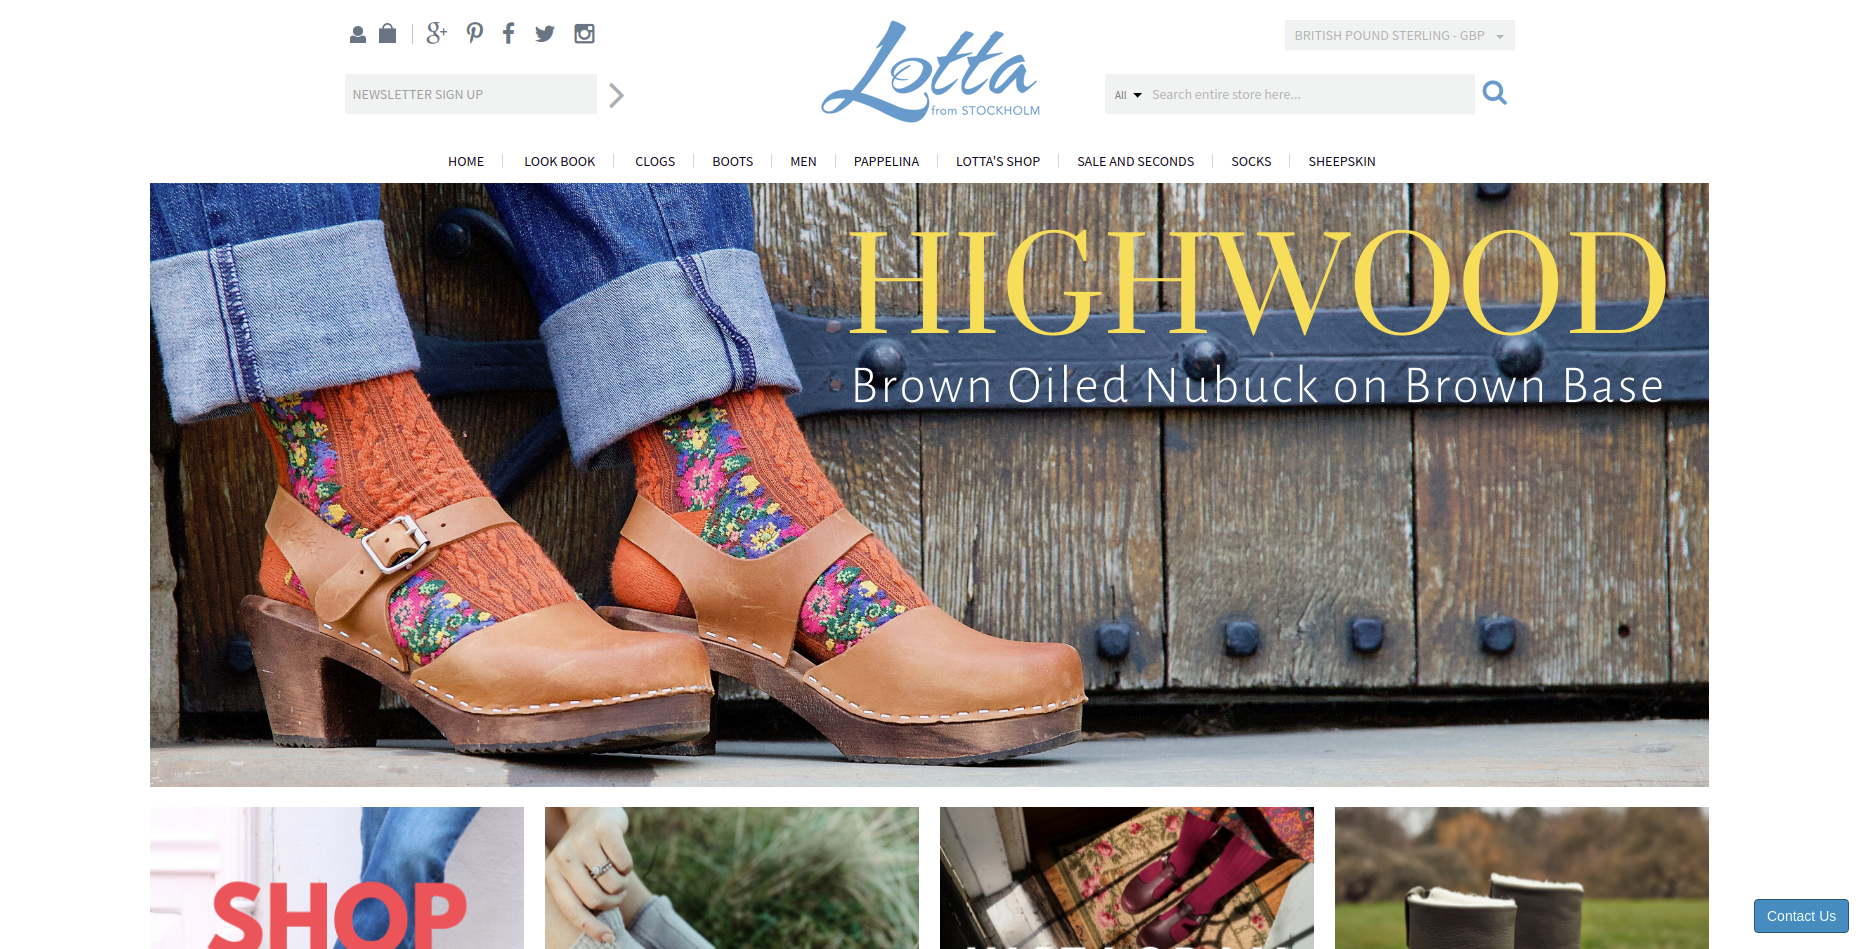 BRITISH POUND STERLING - GBP
NEWSLETTER SIGN UP
Lotta
from STOCKHOLM
All
Search entire store here...
HOME
LOOK BOOK
CLOGS
BOOTS
MEN
PAPPELINA
LOTTA'S SHOP
SALE AND SECONDS
SOCKS
SHEEPSKIN
HIGHWOOD
Brown Oiled Nubuck on Brown Base
SHOP
Contact Us